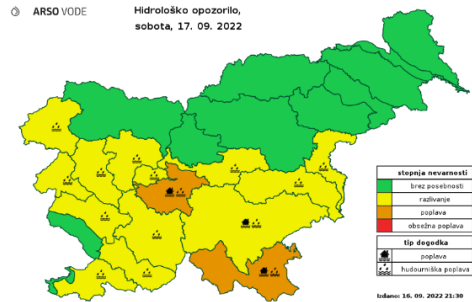 ARSO VODE
Hidrološko opozorilo,
sobota, 17. 09. 2022
stopnja nevarnosti
brez posebnosti
razlivanje
poplava
obsežna poplava
tip dogodka
poplava
hudourniška poplava
Izdano: 16. 09. 2022 21:30